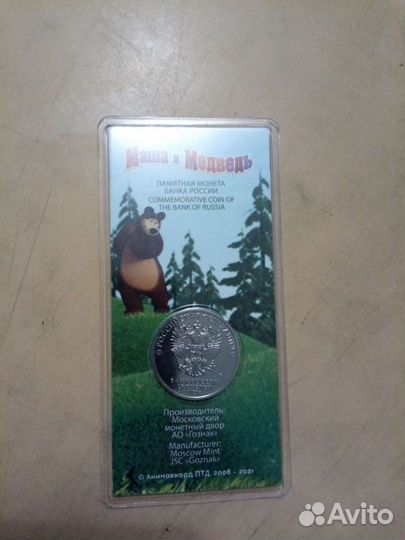 Маша и Медведь
ПАМЯТНАЯ МОНЕТА
БАНКА РОССИИ
COMMEMORATIVE COIN OF
THE BANK OF RUSSIA
Производитель:
Московский
монетный двор
АО «Гознак»
Manufacturer:
Moscow Mint
JSC «Goznak»
© Анимаккорд ЛТД, 2008 - 2021
Avito